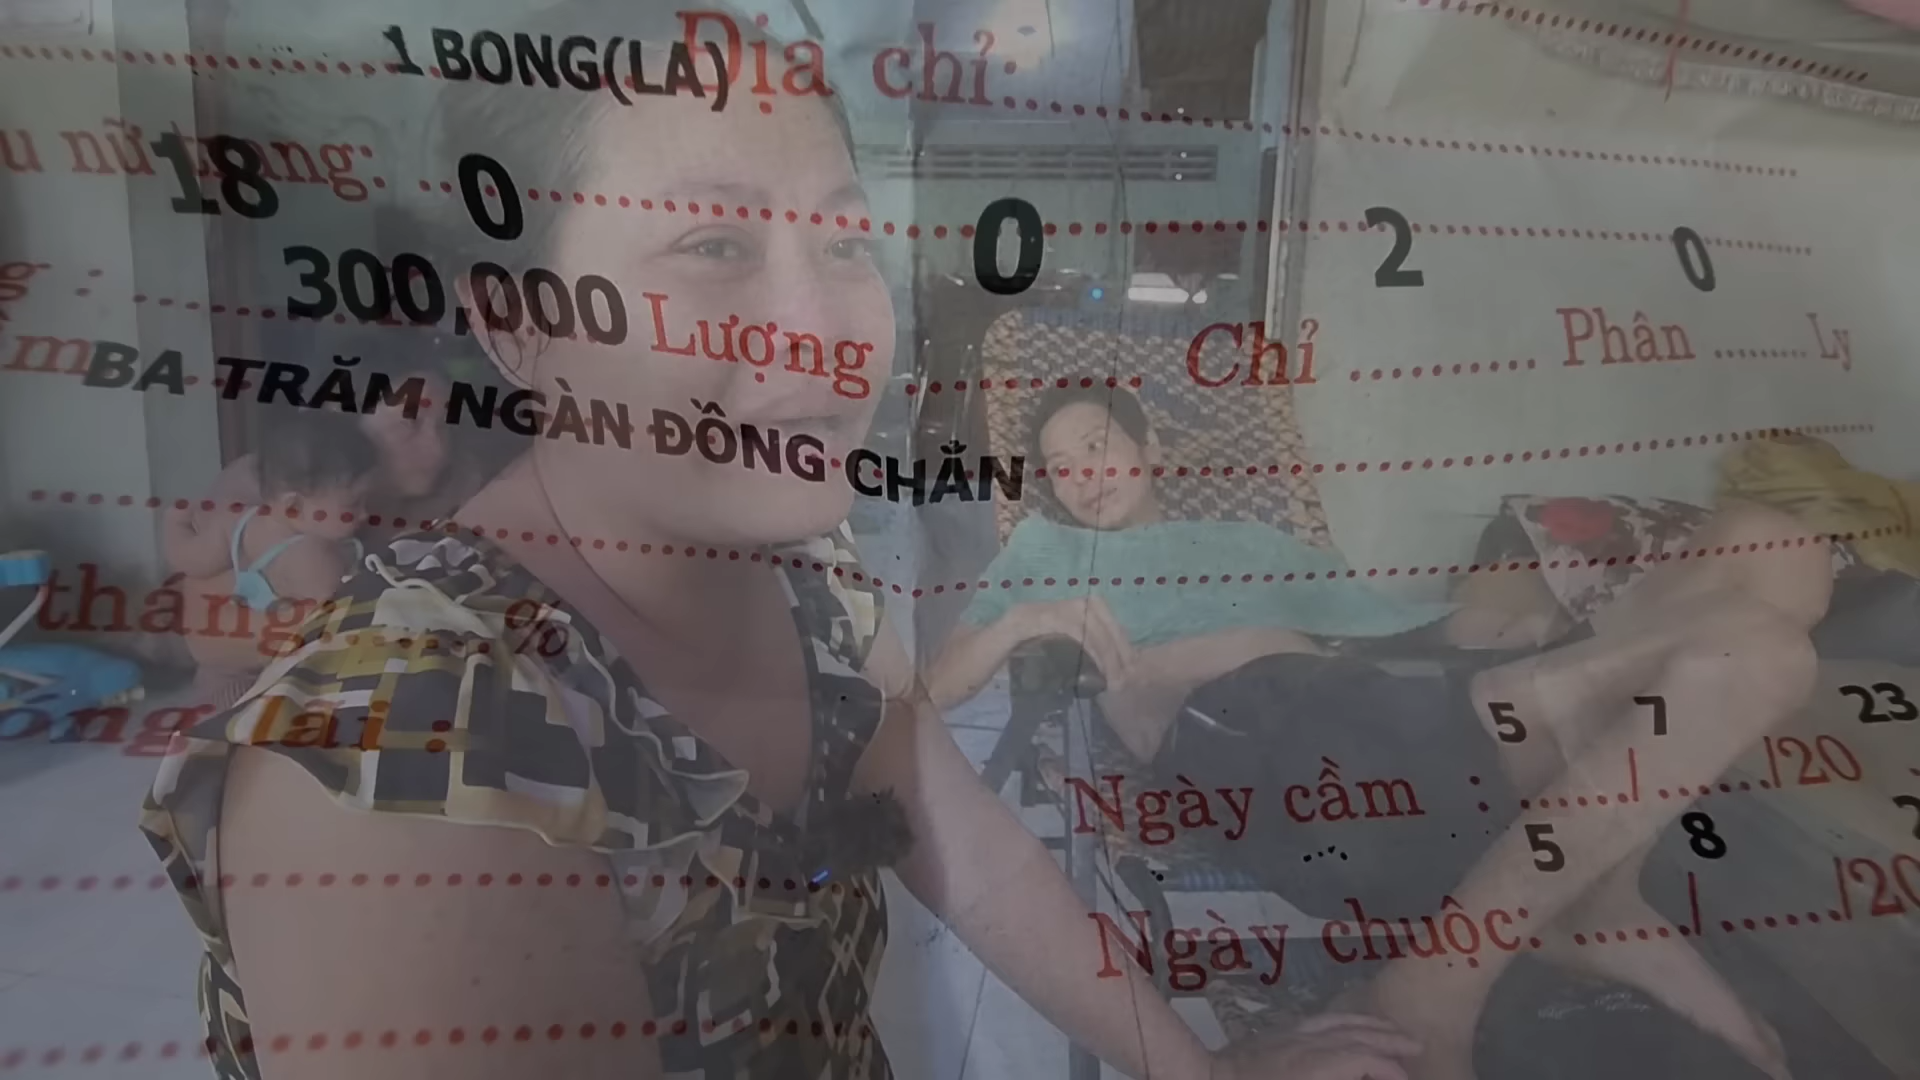 1 BONG(LA) Địa chỉ:
u nữ trang:
18 0 0 2 0
g : 300,000 Lượng Chỉ Phân Ly
BA TRĂM NGÀN ĐỒNG CHẴN
tháng: %
lãi :
5 7 23
Ngày cầm : / /20
5 8
Ngày chuộc: / /20